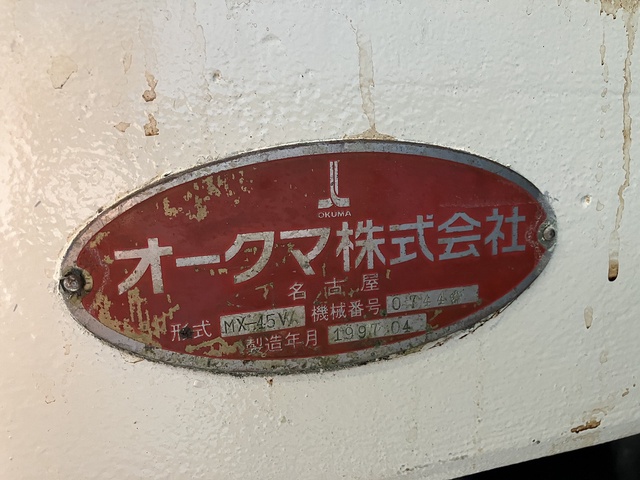 OKUMA
オークマ株式会社
名古屋
形式 MX-45V 機械番号
製造年月 1997.04